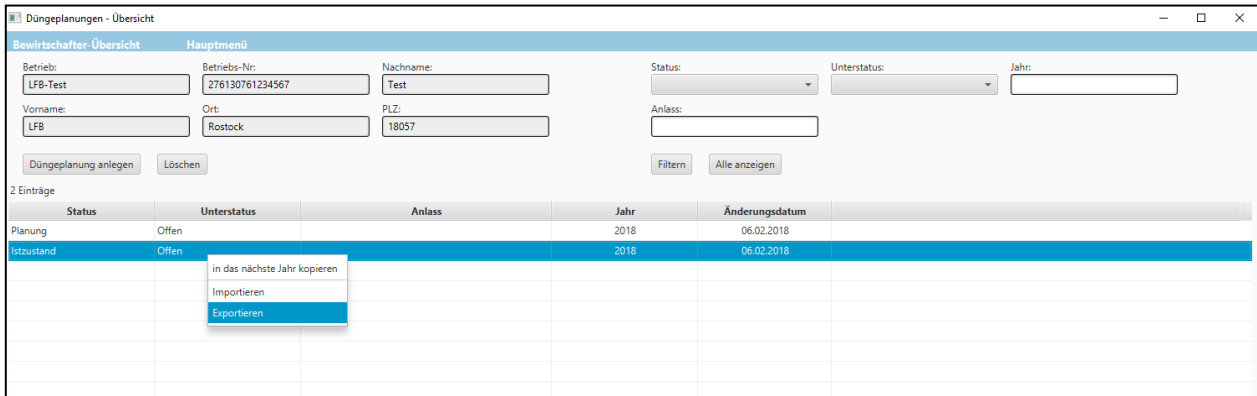 Düngeplanungen - Übersicht
Bewirtschafter-Übersicht Hauptmenü
Betrieb: Betriebs-Nr: Nachname: Status: Unterstatus: Jahr:
LFB-Test 276130761234567 Test
Vorname: Ort: PLZ: Anlass:
LFB Rostock 18057
Düngeplanung anlegen Löschen Filtern Alle anzeigen
2 Einträge
Status Unterstatus Anlass Jahr Änderungsdatum
Planung Offen 2018 06.02.2018
Istzustand Offen 2018 06.02.2018
in das nächste Jahr kopieren
Importieren
Exportieren